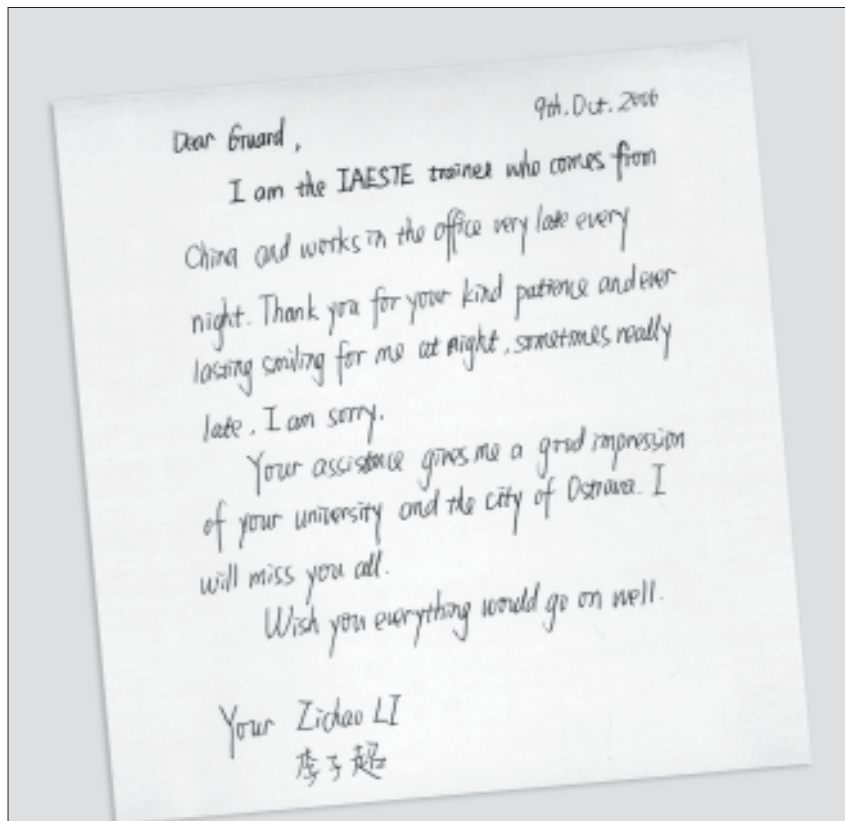 9th. Oct. 2006
Dear Guard,
I am the IAESTE trainee who comes from
China and works in the office very late every
night. Thank you for your kind patience and ever
lasting smiling for me at night, sometimes really
late. I am sorry.
Your assistance gives me a good impression
of your university and the city of Ostrava. I
will miss you all.
Wish you everything would go on well.
Your Zichao LI
李子超